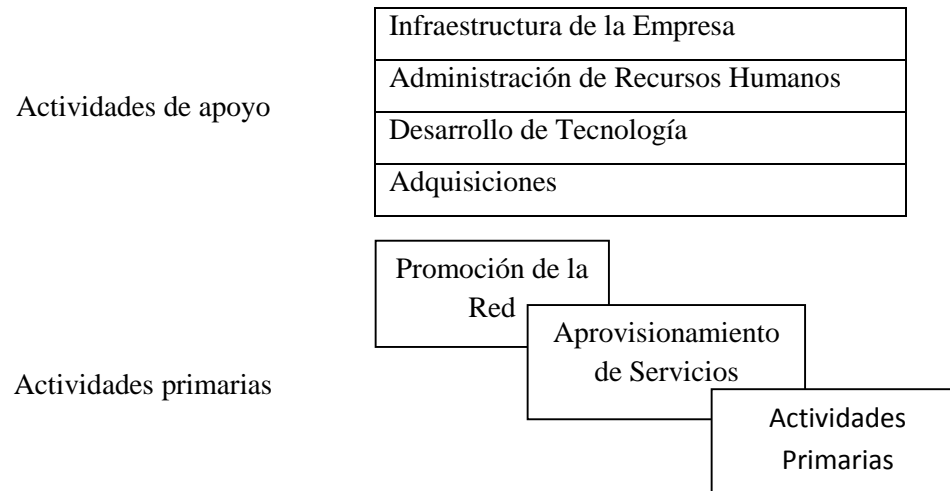 Actividades de apoyo
Infraestructura de la Empresa
Administración de Recursos Humanos
Desarrollo de Tecnología
Adquisiciones
Actividades primarias
Promoción de la
Red
Aprovisionamiento
de Servicios
Actividades
Primarias